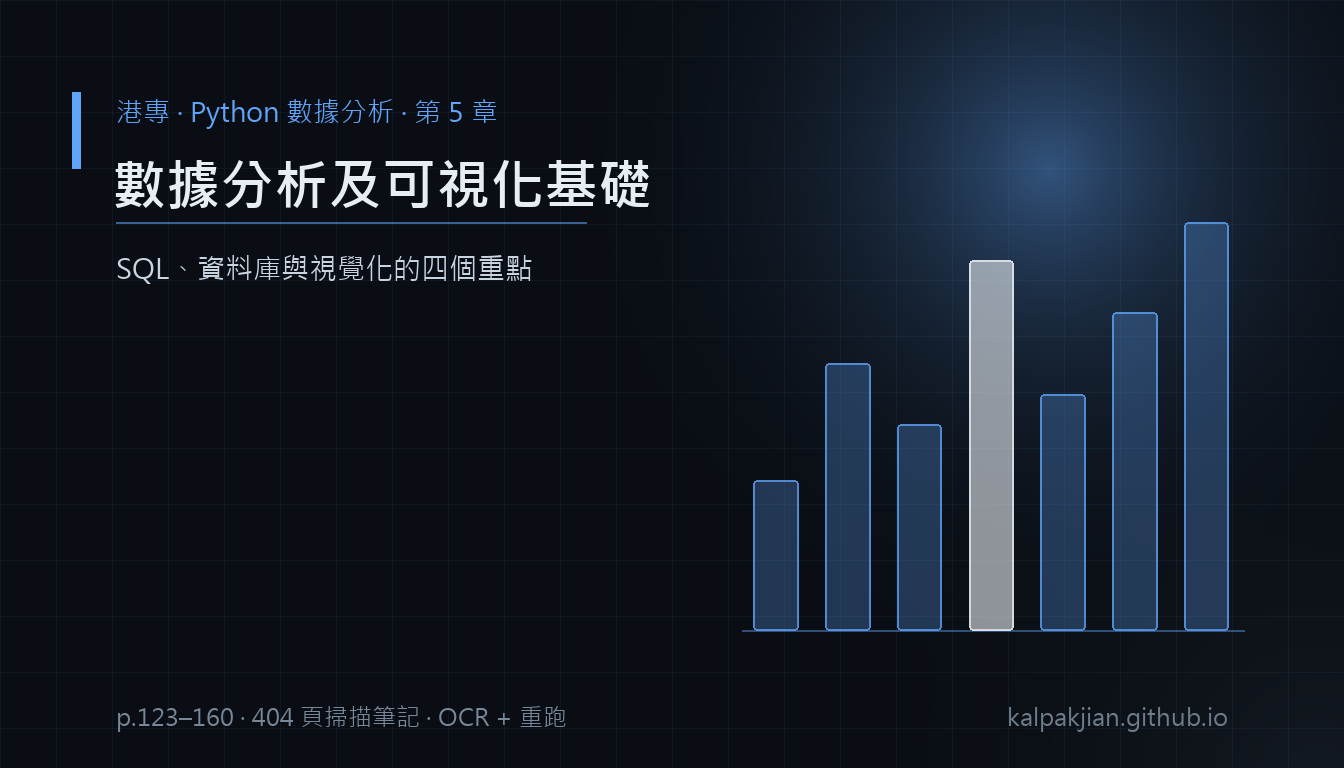 港專 · Python 數據分析 · 第 5 章
數據分析及可視化基礎
SQL、資料庫與視覺化的四個重點
p.123–160 · 404 頁掃描筆記 · OCR + 重跑
kalpakjian.github.io